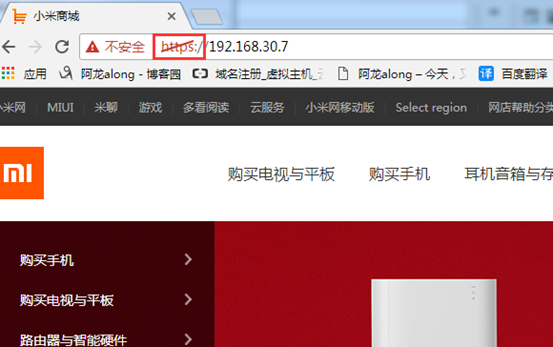 小米商城
不安全 https://192.168.30.7
应用 阿龙along - 博客园 域名注册_虚拟主机_ 阿龙along – 今天， 百度翻译
小米网 MIUI 米聊 游戏 多看阅读 云服务 小米网移动版 Select region 网店帮助分类
mi 购买电视与平板 购买手机 耳机音箱与存
购买手机
购买电视与平板
路由器与智能硬件